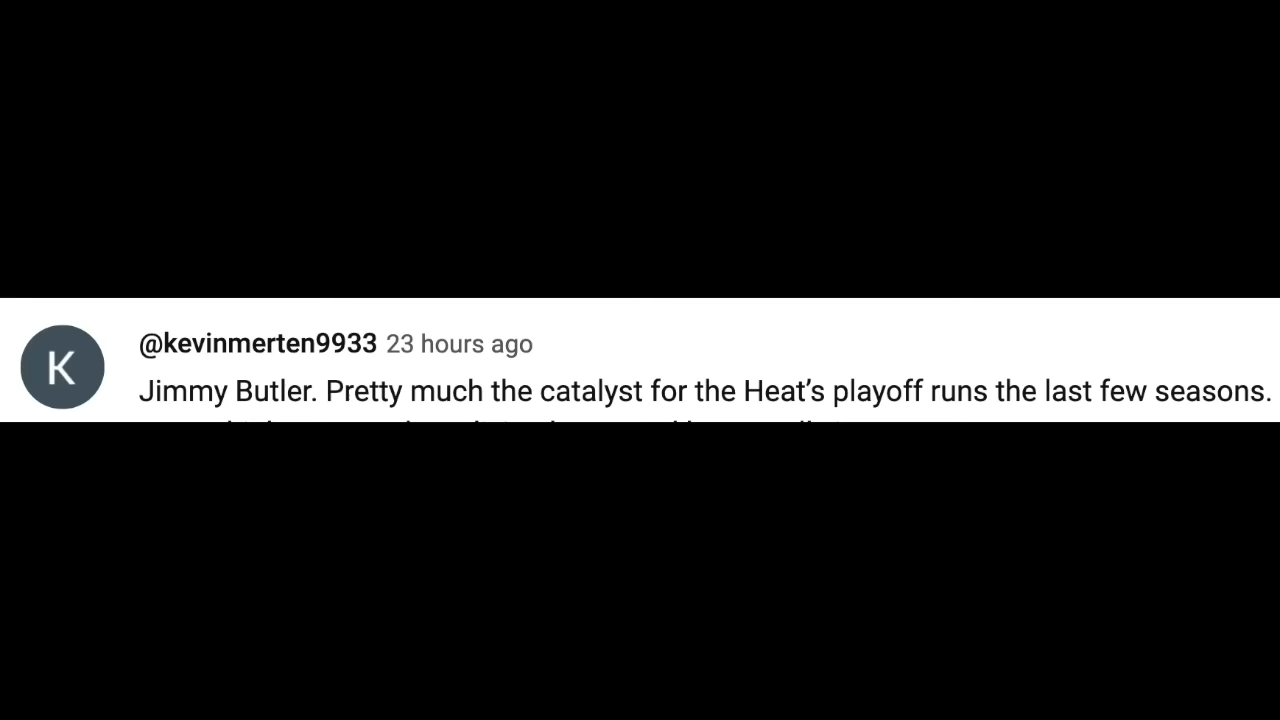 K
@kevinmerten9933 23 hours ago
Jimmy Butler. Pretty much the catalyst for the Heat’s playoff runs the last few seasons.